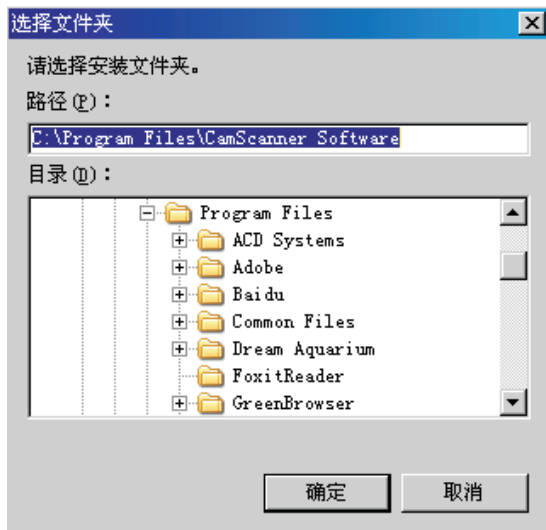 选择文件夹
请选择安装文件夹。
路径(P)：
C:\Program Files\CamScanner Software
目录(D)：
Program Files
ACD Systems
Adobe
Baidu
Common Files
Dream Aquarium
FoxitReader
GreenBrowser
确定 取消